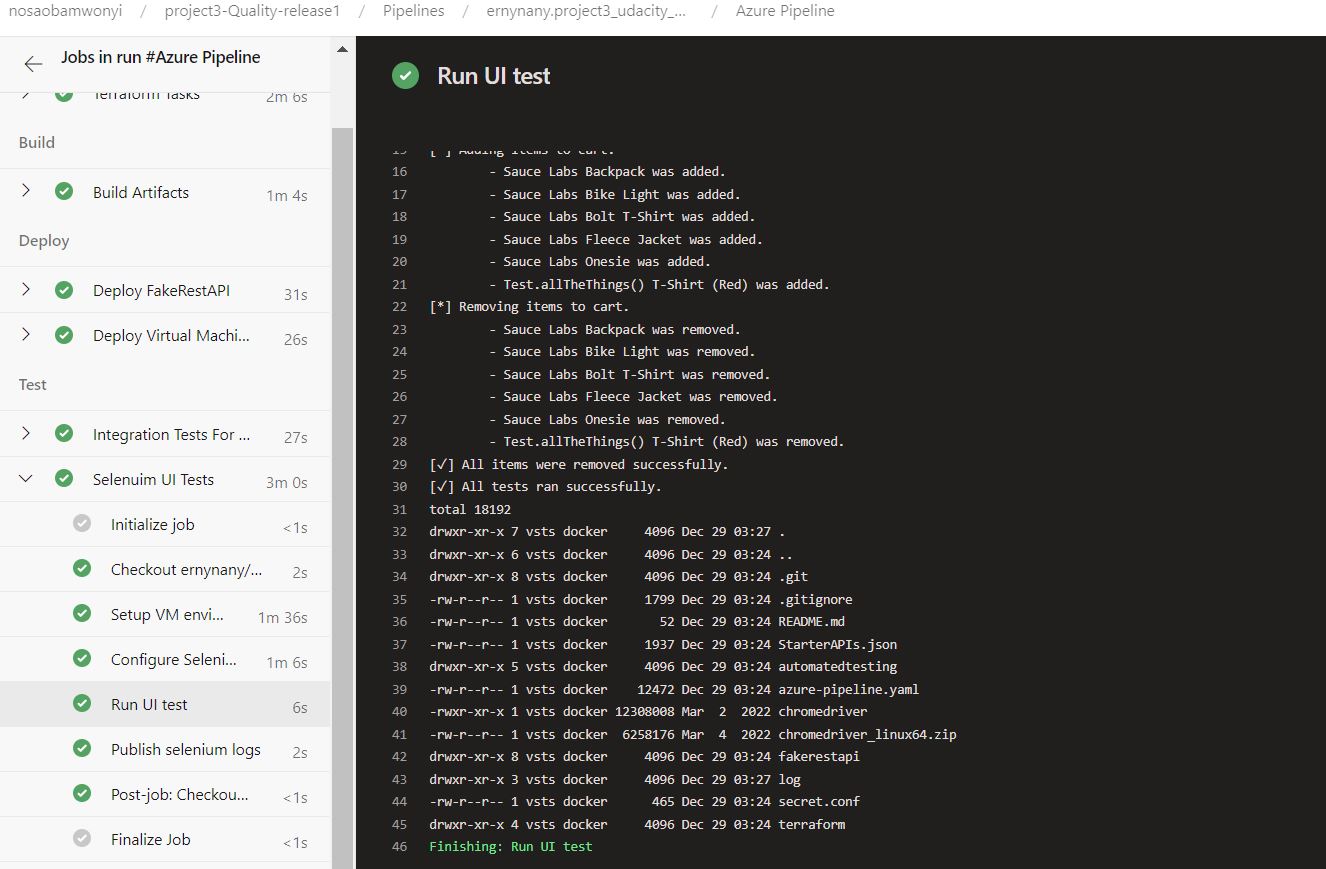 nosaobamwonyi / project3-Quality-release1 / Pipelines / ernynany.project3_udacity_... / Azure Pipeline
Jobs in run #Azure Pipeline
Terraform Tasks 2m 6s
Build
Build Artifacts 1m 4s
Deploy
Deploy FakeRestAPI 31s
Deploy Virtual Machi... 26s
Test
Integration Tests For ... 27s
Selenuim UI Tests 3m 0s
Initialize job <1s
Checkout ernynany/... 2s
Setup VM envi... 1m 36s
Configure Seleni... 1m 6s
Run UI test 6s
Publish selenium logs 2s
Post-job: Checkou... <1s
Finalize Job <1s
Run UI test
15 [*] Adding items to cart.
16 - Sauce Labs Backpack was added.
17 - Sauce Labs Bike Light was added.
18 - Sauce Labs Bolt T-Shirt was added.
19 - Sauce Labs Fleece Jacket was added.
20 - Sauce Labs Onesie was added.
21 - Test.allTheThings() T-Shirt (Red) was added.
22 [*] Removing items to cart.
23 - Sauce Labs Backpack was removed.
24 - Sauce Labs Bike Light was removed.
25 - Sauce Labs Bolt T-Shirt was removed.
26 - Sauce Labs Fleece Jacket was removed.
27 - Sauce Labs Onesie was removed.
28 - Test.allTheThings() T-Shirt (Red) was removed.
29 [✓] All items were removed successfully.
30 [✓] All tests ran successfully.
31 total 18192
32 drwxr-xr-x 7 vsts docker 4096 Dec 29 03:27 .
33 drwxr-xr-x 6 vsts docker 4096 Dec 29 03:24 ..
34 drwxr-xr-x 8 vsts docker 4096 Dec 29 03:24 .git
35 -rw-r--r-- 1 vsts docker 1799 Dec 29 03:24 .gitignore
36 -rw-r--r-- 1 vsts docker 52 Dec 29 03:24 README.md
37 -rw-r--r-- 1 vsts docker 1937 Dec 29 03:24 StarterAPIs.json
38 drwxr-xr-x 5 vsts docker 4096 Dec 29 03:24 automatedtesting
39 -rw-r--r-- 1 vsts docker 12472 Dec 29 03:24 azure-pipeline.yaml
40 -rwxr-xr-x 1 vsts docker 12308008 Mar 2 2022 chromedriver
41 -rw-r--r-- 1 vsts docker 6258176 Mar 4 2022 chromedriver_linux64.zip
42 drwxr-xr-x 8 vsts docker 4096 Dec 29 03:24 fakerestapi
43 drwxr-xr-x 3 vsts docker 4096 Dec 29 03:27 log
44 -rw-r--r-- 1 vsts docker 465 Dec 29 03:24 secret.conf
45 drwxr-xr-x 4 vsts docker 4096 Dec 29 03:24 terraform
46 Finishing: Run UI test